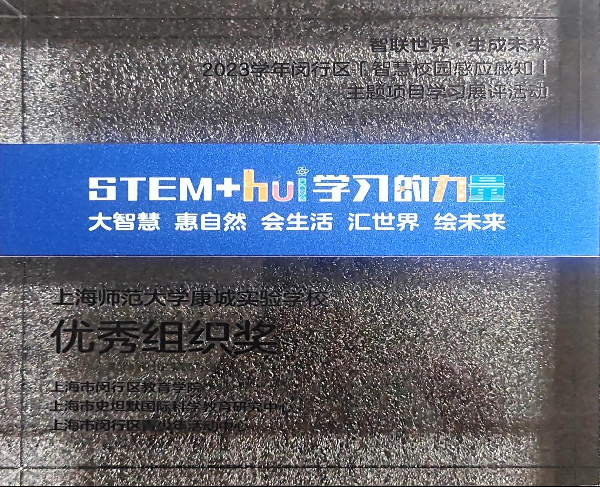 智联世界·生成未来
2023学年闵行区「智慧校园感应感知」
主题项目学习展评活动
STEM+hui学习的力量
大智慧 惠自然 会生活 汇世界 绘未来
上海师范大学康城实验学校
优秀组织奖
上海市闵行区教育学院
上海市史坦默国际科学教育研究中心
上海市闵行区青少年活动中心